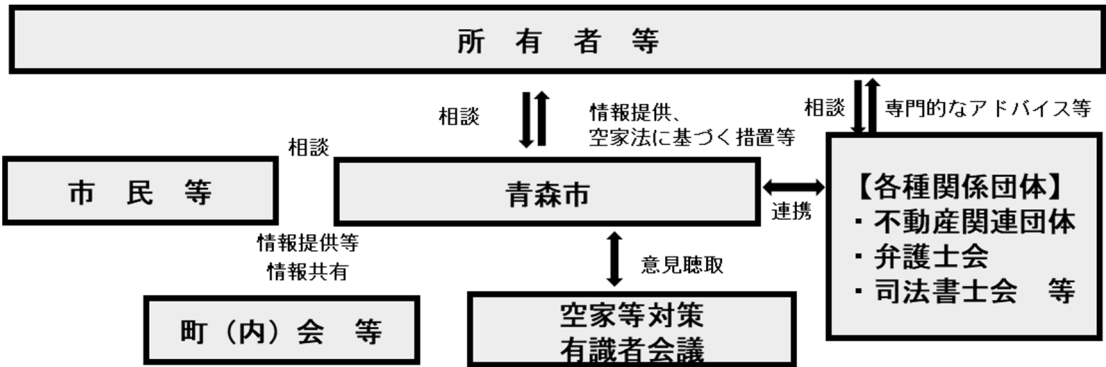 所　有　者　等
相談
情報提供、
空家法に基づく措置等
相談
専門的なアドバイス等
相談
市　民　等
青森市
連携
【各種関係団体】
・不動産関連団体
・弁護士会
・司法書士会　等
情報提供等
情報共有
意見聴取
町（内）会　等
空家等対策
有識者会議